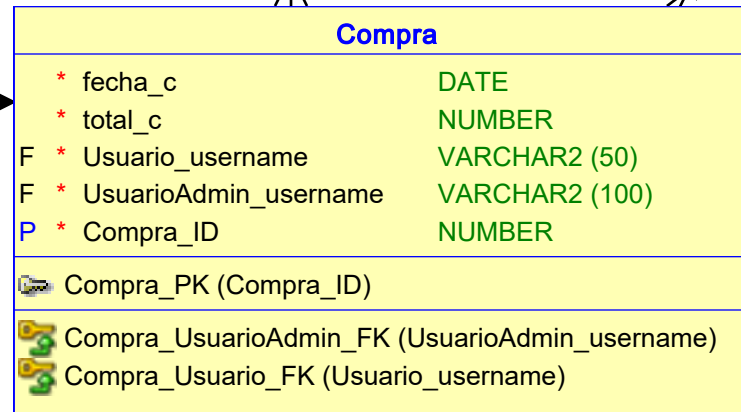 Compra
* fecha_c DATE
* total_c NUMBER
F * Usuario_username VARCHAR2 (50)
F * UsuarioAdmin_username VARCHAR2 (100)
P * Compra_ID NUMBER
Compra_PK (Compra_ID)
Compra_UsuarioAdmin_FK (UsuarioAdmin_username)
Compra_Usuario_FK (Usuario_username)